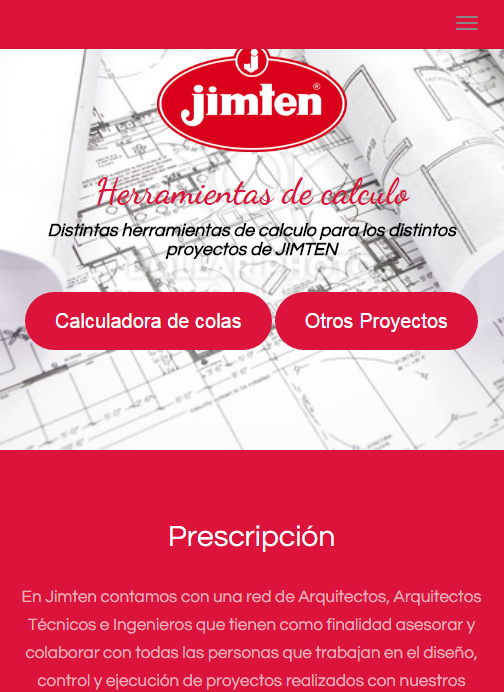 jimten®
Herramientas de calculo
Distintas herramientas de calculo para los distintos
proyectos de JIMTEN
Calculadora de colas
Otros Proyectos
Prescripción
En Jimten contamos con una red de Arquitectos, Arquitectos
Técnicos e Ingenieros que tienen como finalidad asesorar y
colaborar con todas las personas que trabajan en el diseño,
control y ejecución de proyectos realizados con nuestros